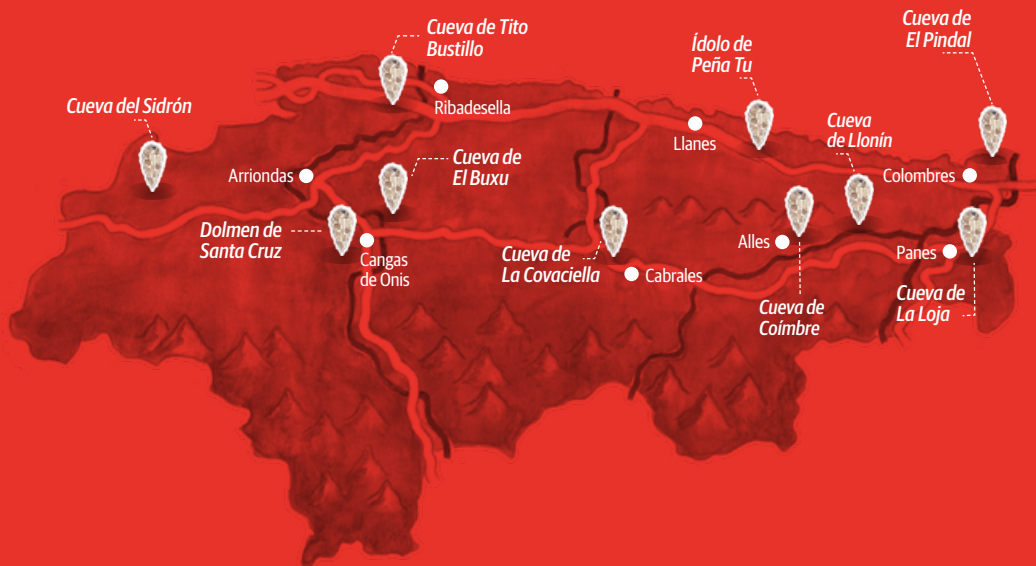 Cueva de Tito
Bustillo
Cueva de
El Pindal
Ídolo de
Peña Tu
Cueva del Sidrón
Ribadesella
Cueva
de Llonín
Llanes
Cueva de
El Buxu
Arriondas
Colombres
Dolmen de
Santa Cruz
Cangas
de Onis
Cueva de
La Covaciella
Alles
Panes
Cabrales
Cueva de
Coímbre
Cueva de
La Loja